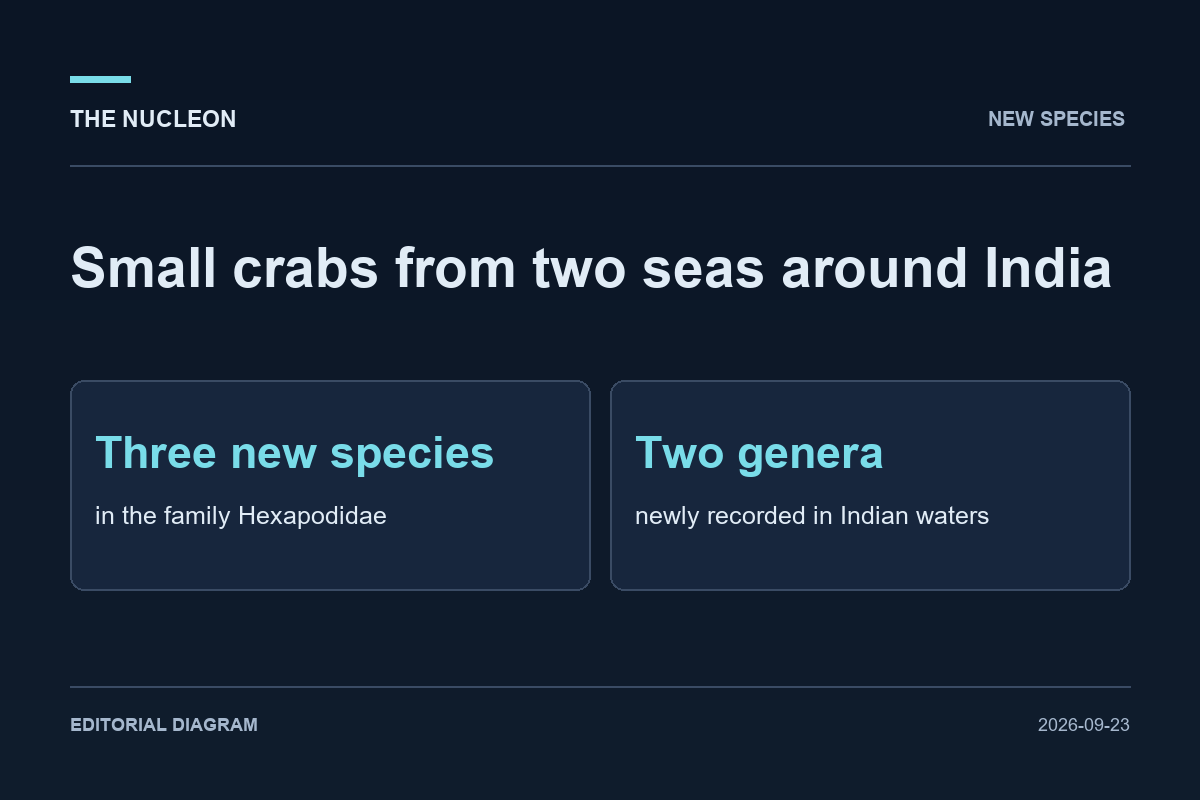 THE NUCLEON
NEW SPECIES
Small crabs from two seas around India
Three new species
in the family Hexapodidae
Two genera
newly recorded in Indian waters
EDITORIAL DIAGRAM
2026-09-23